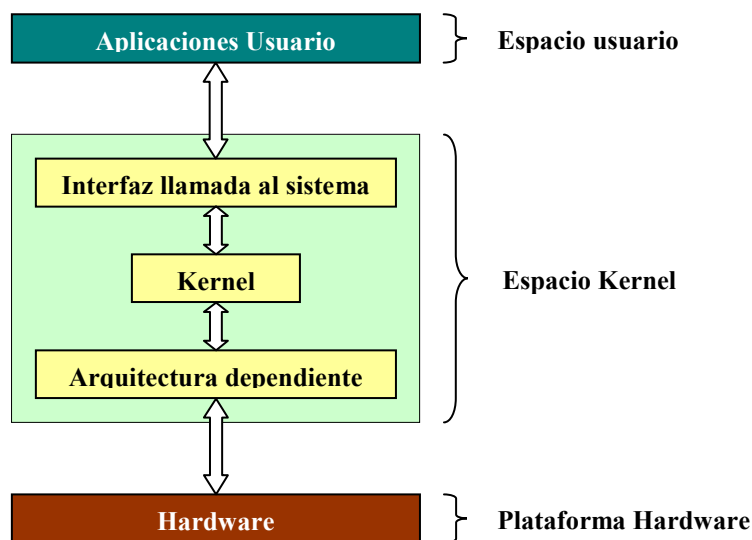 Aplicaciones Usuario
Espacio usuario
Interfaz llamada al sistema
Kernel
Espacio Kernel
Arquitectura dependiente
Hardware
Plataforma Hardware